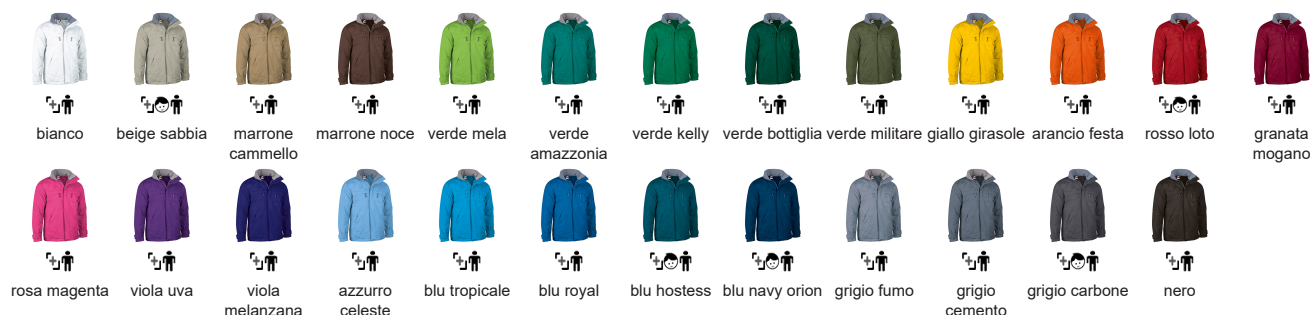 bianco
beige sabbia
marrone
cammello
marrone noce
verde mela
verde
amazzonia
verde kelly
verde bottiglia
verde militare
giallo girasole
arancio festa
rosso loto
granata
mogano
rosa magenta
viola uva
viola
melanzana
azzurro
celeste
blu tropicale
blu royal
blu hostess
blu navy orion
grigio fumo
grigio
cemento
grigio carbone
nero